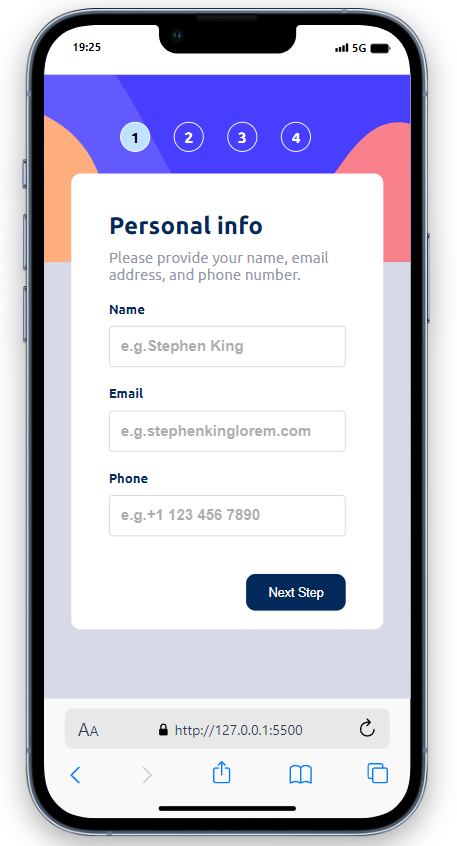 19:25
5G
1 2 3 4
Personal info
Please provide your name, email
address, and phone number.
Name
e.g.Stephen King
Email
e.g.stephenkinglorem.com
Phone
e.g.+1 123 456 7890
Next Step
AA http://127.0.0.1:5500